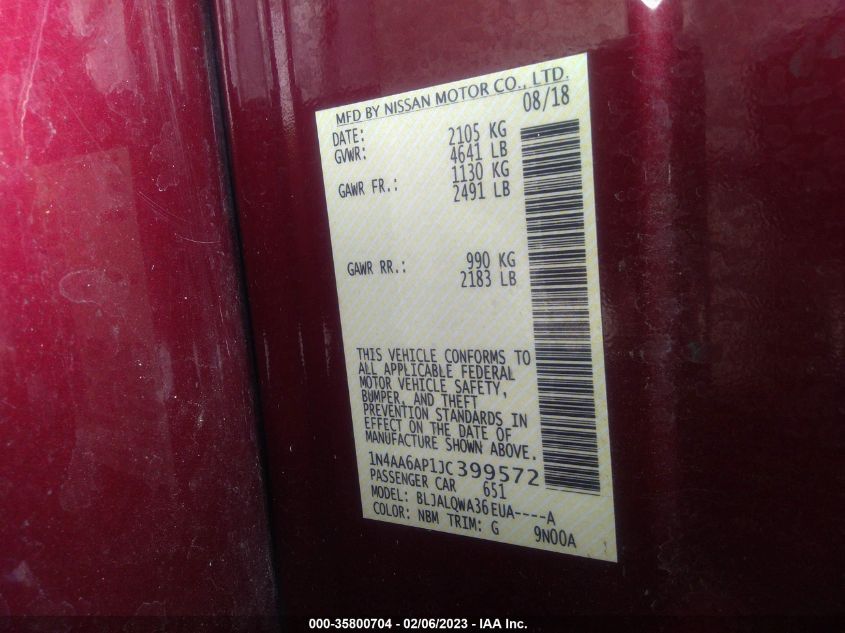 MFD BY NISSAN MOTOR CO., LTD.
DATE: 08/18
GVWR: 2105 KG
4641 LB
GAWR FR.: 1130 KG
2491 LB
GAWR RR.: 990 KG
2183 LB
THIS VEHICLE CONFORMS TO
ALL APPLICABLE FEDERAL
MOTOR VEHICLE SAFETY,
BUMPER, AND THEFT
PREVENTION STANDARDS IN
EFFECT ON THE DATE OF
MANUFACTURE SHOWN ABOVE.
1N4AA6AP1JC399572
PASSENGER CAR 651
MODEL: BLJALQWA36EUA----A
COLOR: NBM TRIM: G 9N00A
000-35800704 - 02/06/2023 - IAA Inc.